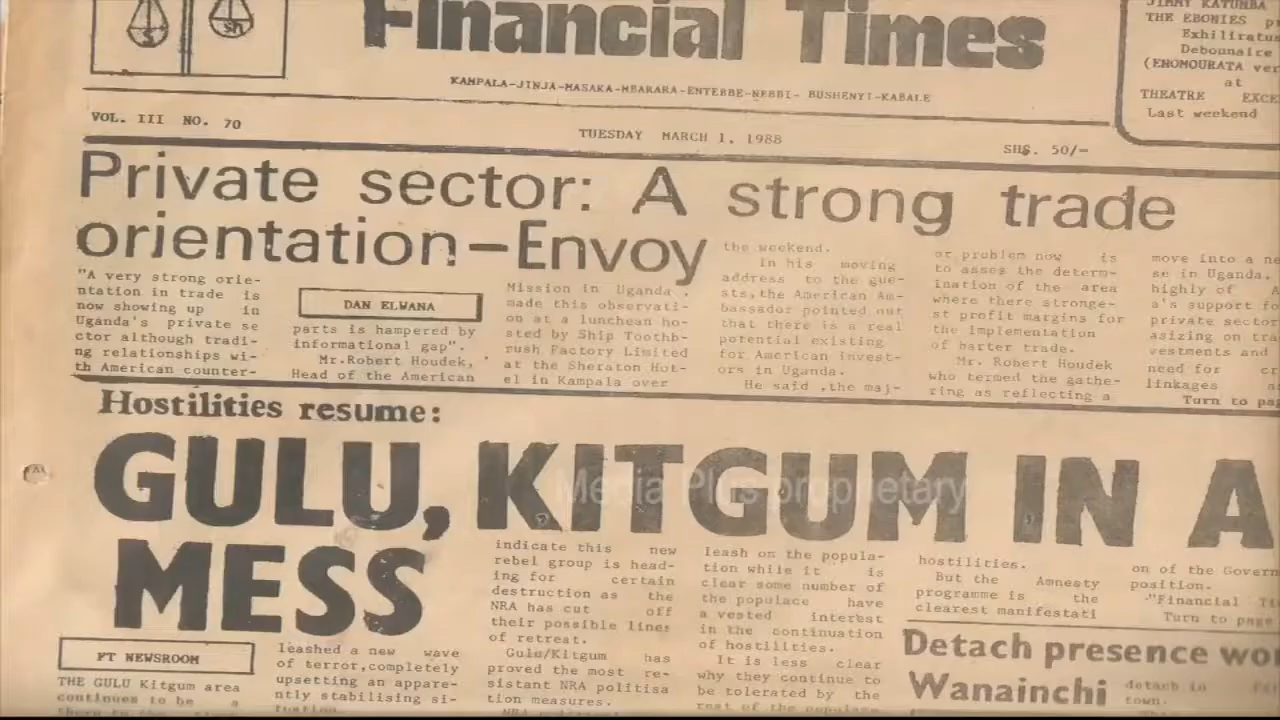 Financial Times
KAMPALA-JINJA-MASAKA-MBARARA-ENTEBBE-NEBBI- BUSHENYI-KABALE
JIMMY KATUMBA
THE EBONIES
Debonaire
at
THEATRE
Last weekend
VOL. III NO. 70
TUESDAY MARCH 1, 1988
SHS. 50/=
Private sector: A strong trade
orientation—Envoy
"A very strong orie-
ntation in trade is
now showing up in
Uganda's private se
ctor although tradi-
ng relationships wi-
th American counter-
DAN ELWANA
parts is hampered by
informational gap".
Mr.Robert Houdek,
Head of the American
Mission in Uganda.
made this observati-
on at a luncheon ho-
sted by Ship Toothb-
rush Factory Limited
at the Sheraton Hot-
el in Kampala over
the weekend.
In his moving
address to the gue-
sts,the American Am-
bassador pointed out
that there is a real
potential existing
for American invest-
ors in Uganda.
He said ,the maj-
or problem now is
to asses the determ-
ination of the area
where there stronge-
st profit margins for
the implementation
of barter trade.
Mr. Robert Houdek
who termed the gathe-
ring as reflecting a
move into a ne
se in Uganda.
highly of A
a's support fo
private sector
asizing on tra
vestments and
need for cr
linkages
Turn to pag
Hostilities resume:
GULU, KITGUM IN A
MESS
Media Plus proprietary
FT NEWSROOM
THE GULU Kitgum area
continues to be a
leashed a new wave
of terror,completely
upsetting an appare-
ntly stabilising si-
tuation.
indicate this new
rebel group is head-
ing for certain
destruction as the
NRA has cut off
their possible lines
of retreat.
Gulu/Kitgum has
proved the most re-
sistant NRA politisa
tion measures.
leash on the popula-
tion while it is
clear some number of
the populace have
a vested interest
in the continuation
of hostilities.
It is less clear
why they continue to
be tolerated by the
rest of the populace
hostilities.
But the Amnesty
programme is the
clearest manifestati
on of the Govern
position.
"Financial Ti
Turn to page
Detach presence wo
Wanainchi
detach in
town.